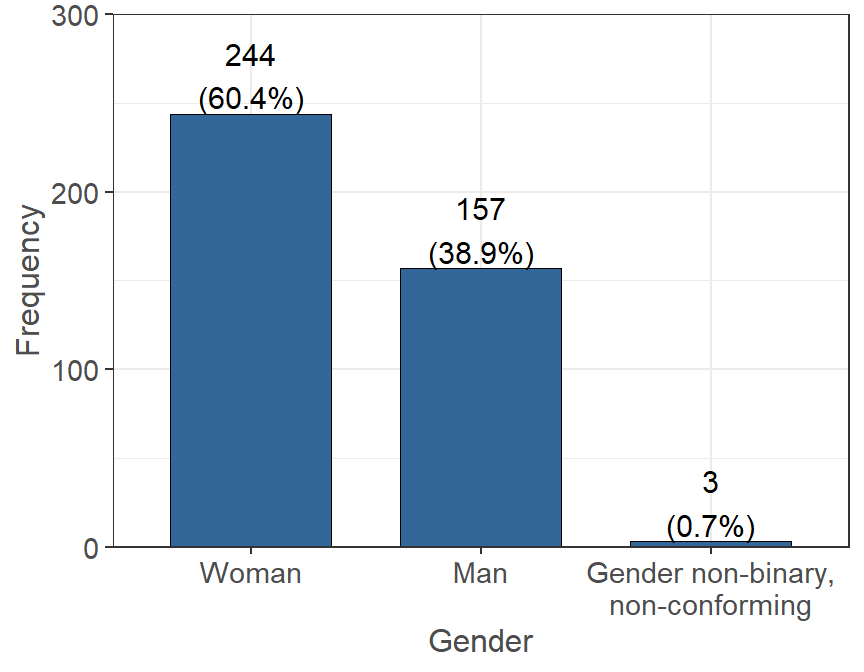 300
244
(60.4%)
200
157
(38.9%)
100
3
(0.7%)
0
Frequency
Woman
Man
Gender non-binary,
non-conforming
Gender